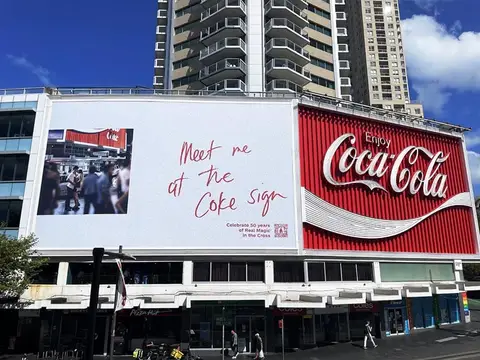 Meet me
at the
Coke sign
Celebrate 50 years
of Real Magic
in the Cross
Enjoy
Coca-Cola